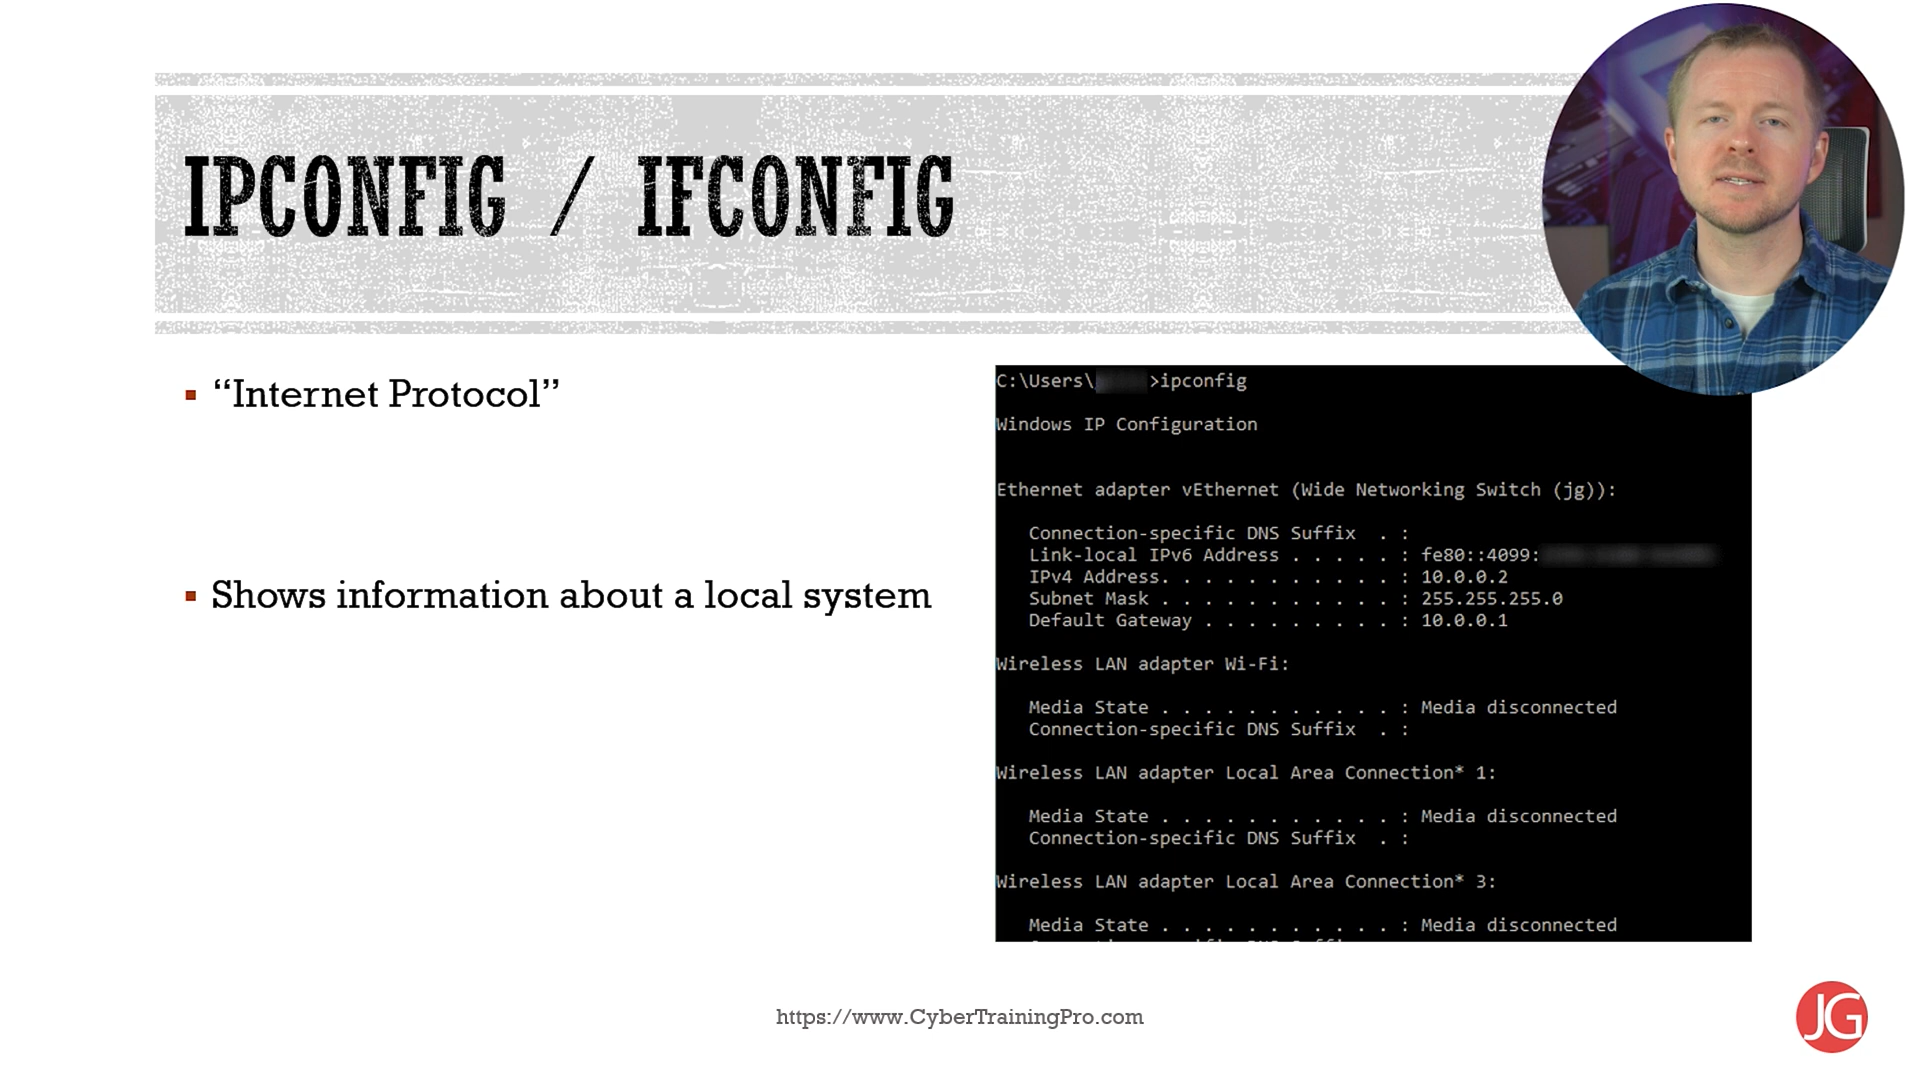 IPCONFIG / IFCONFIG
“Internet Protocol”
Shows information about a local system
C:\Users\ >ipconfig
Windows IP Configuration
Ethernet adapter vEthernet (Wide Networking Switch (jg)):
Connection-specific DNS Suffix . :
Link-local IPv6 Address . . . . . : fe80::4099:
IPv4 Address. . . . . . . . . . . : 10.0.0.2
Subnet Mask . . . . . . . . . . . : 255.255.255.0
Default Gateway . . . . . . . . . : 10.0.0.1
Wireless LAN adapter Wi-Fi:
Media State . . . . . . . . . . . : Media disconnected
Connection-specific DNS Suffix . :
Wireless LAN adapter Local Area Connection* 1:
Media State . . . . . . . . . . . : Media disconnected
Connection-specific DNS Suffix . :
Wireless LAN adapter Local Area Connection* 3:
Media State . . . . . . . . . . . : Media disconnected
https://www.CyberTrainingPro.com
JG